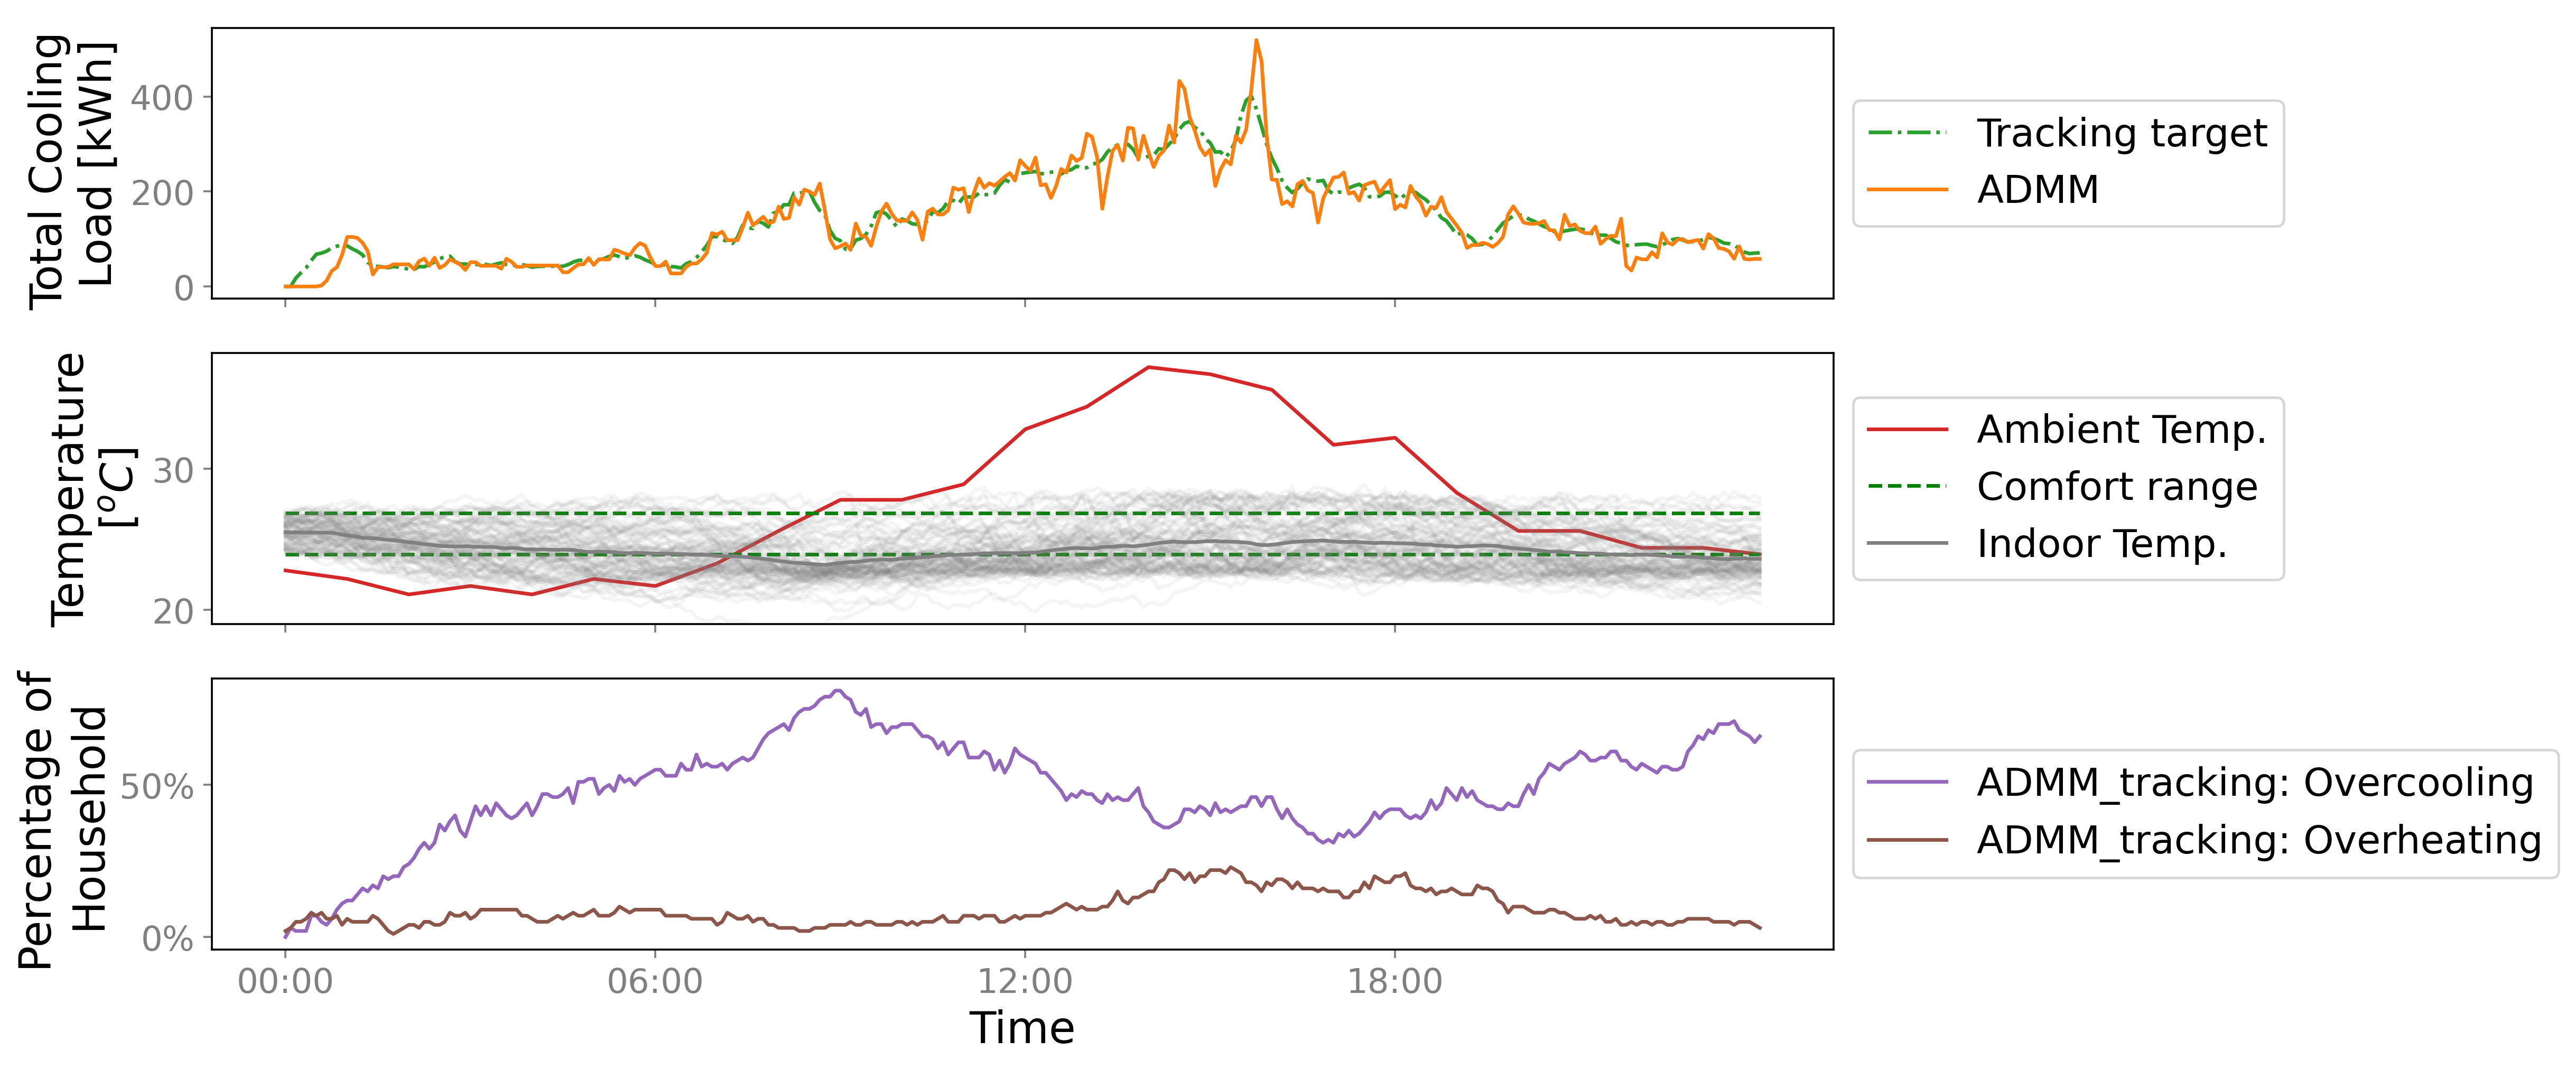 Total Cooling
Load [kWh]
400
200
0
Tracking target
ADMM
Temperature
[°C]
30
20
Ambient Temp.
Comfort range
Indoor Temp.
Percentage of
Household
50%
0%
ADMM_tracking: Overcooling
ADMM_tracking: Overheating
00:00 06:00 12:00 18:00
Time